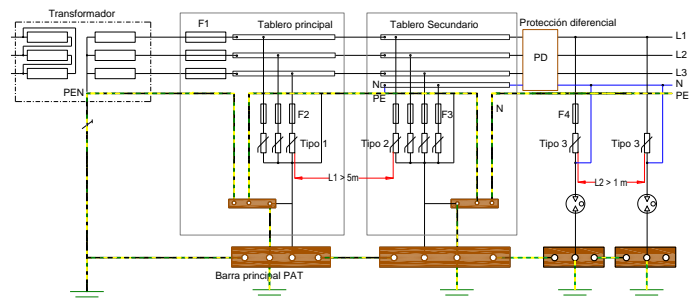 Transformador
F1
Tablero principal
Tablero Secundario
Protección diferencial
L1
PD
L2
L3
N
N
PEN
PE
PE
N
F2
F3
F4
Tipo 1
Tipo 2
Tipo 3
Tipo 3
L1 > 5m
L2 > 1 m
Barra principal PAT